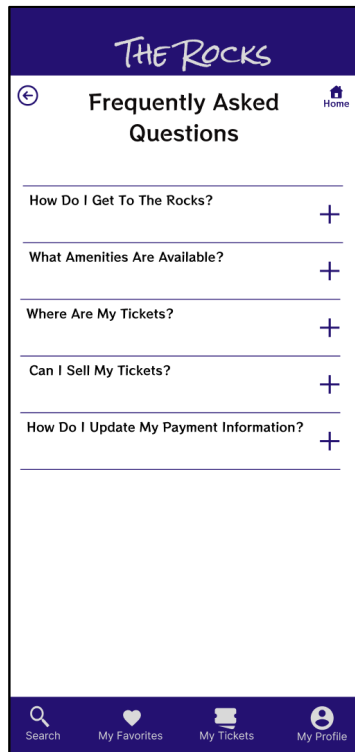 THE ROCKS
Frequently Asked
Questions
Home
How Do I Get To The Rocks?
What Amenities Are Available?
Where Are My Tickets?
Can I Sell My Tickets?
How Do I Update My Payment Information?
Search
My Favorites
My Tickets
My Profile